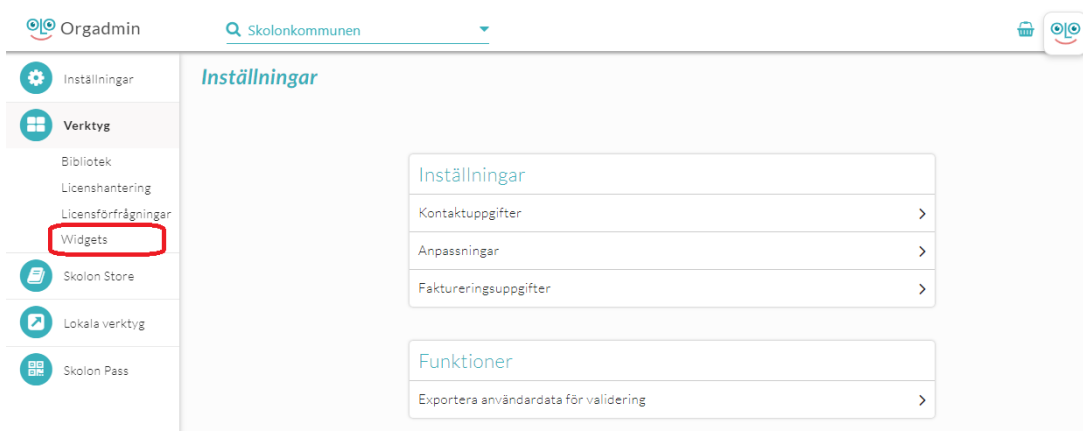 Orgadmin
Skolonkommunen
Inställningar
Verktyg
Bibliotek
Licenshantering
Licensförfrågningar
Widgets
Skolon Store
Lokala verktyg
Skolon Pass
Inställningar
Inställningar
Kontaktuppgifter
Anpassningar
Faktureringsuppgifter
Funktioner
Exportera användardata för validering